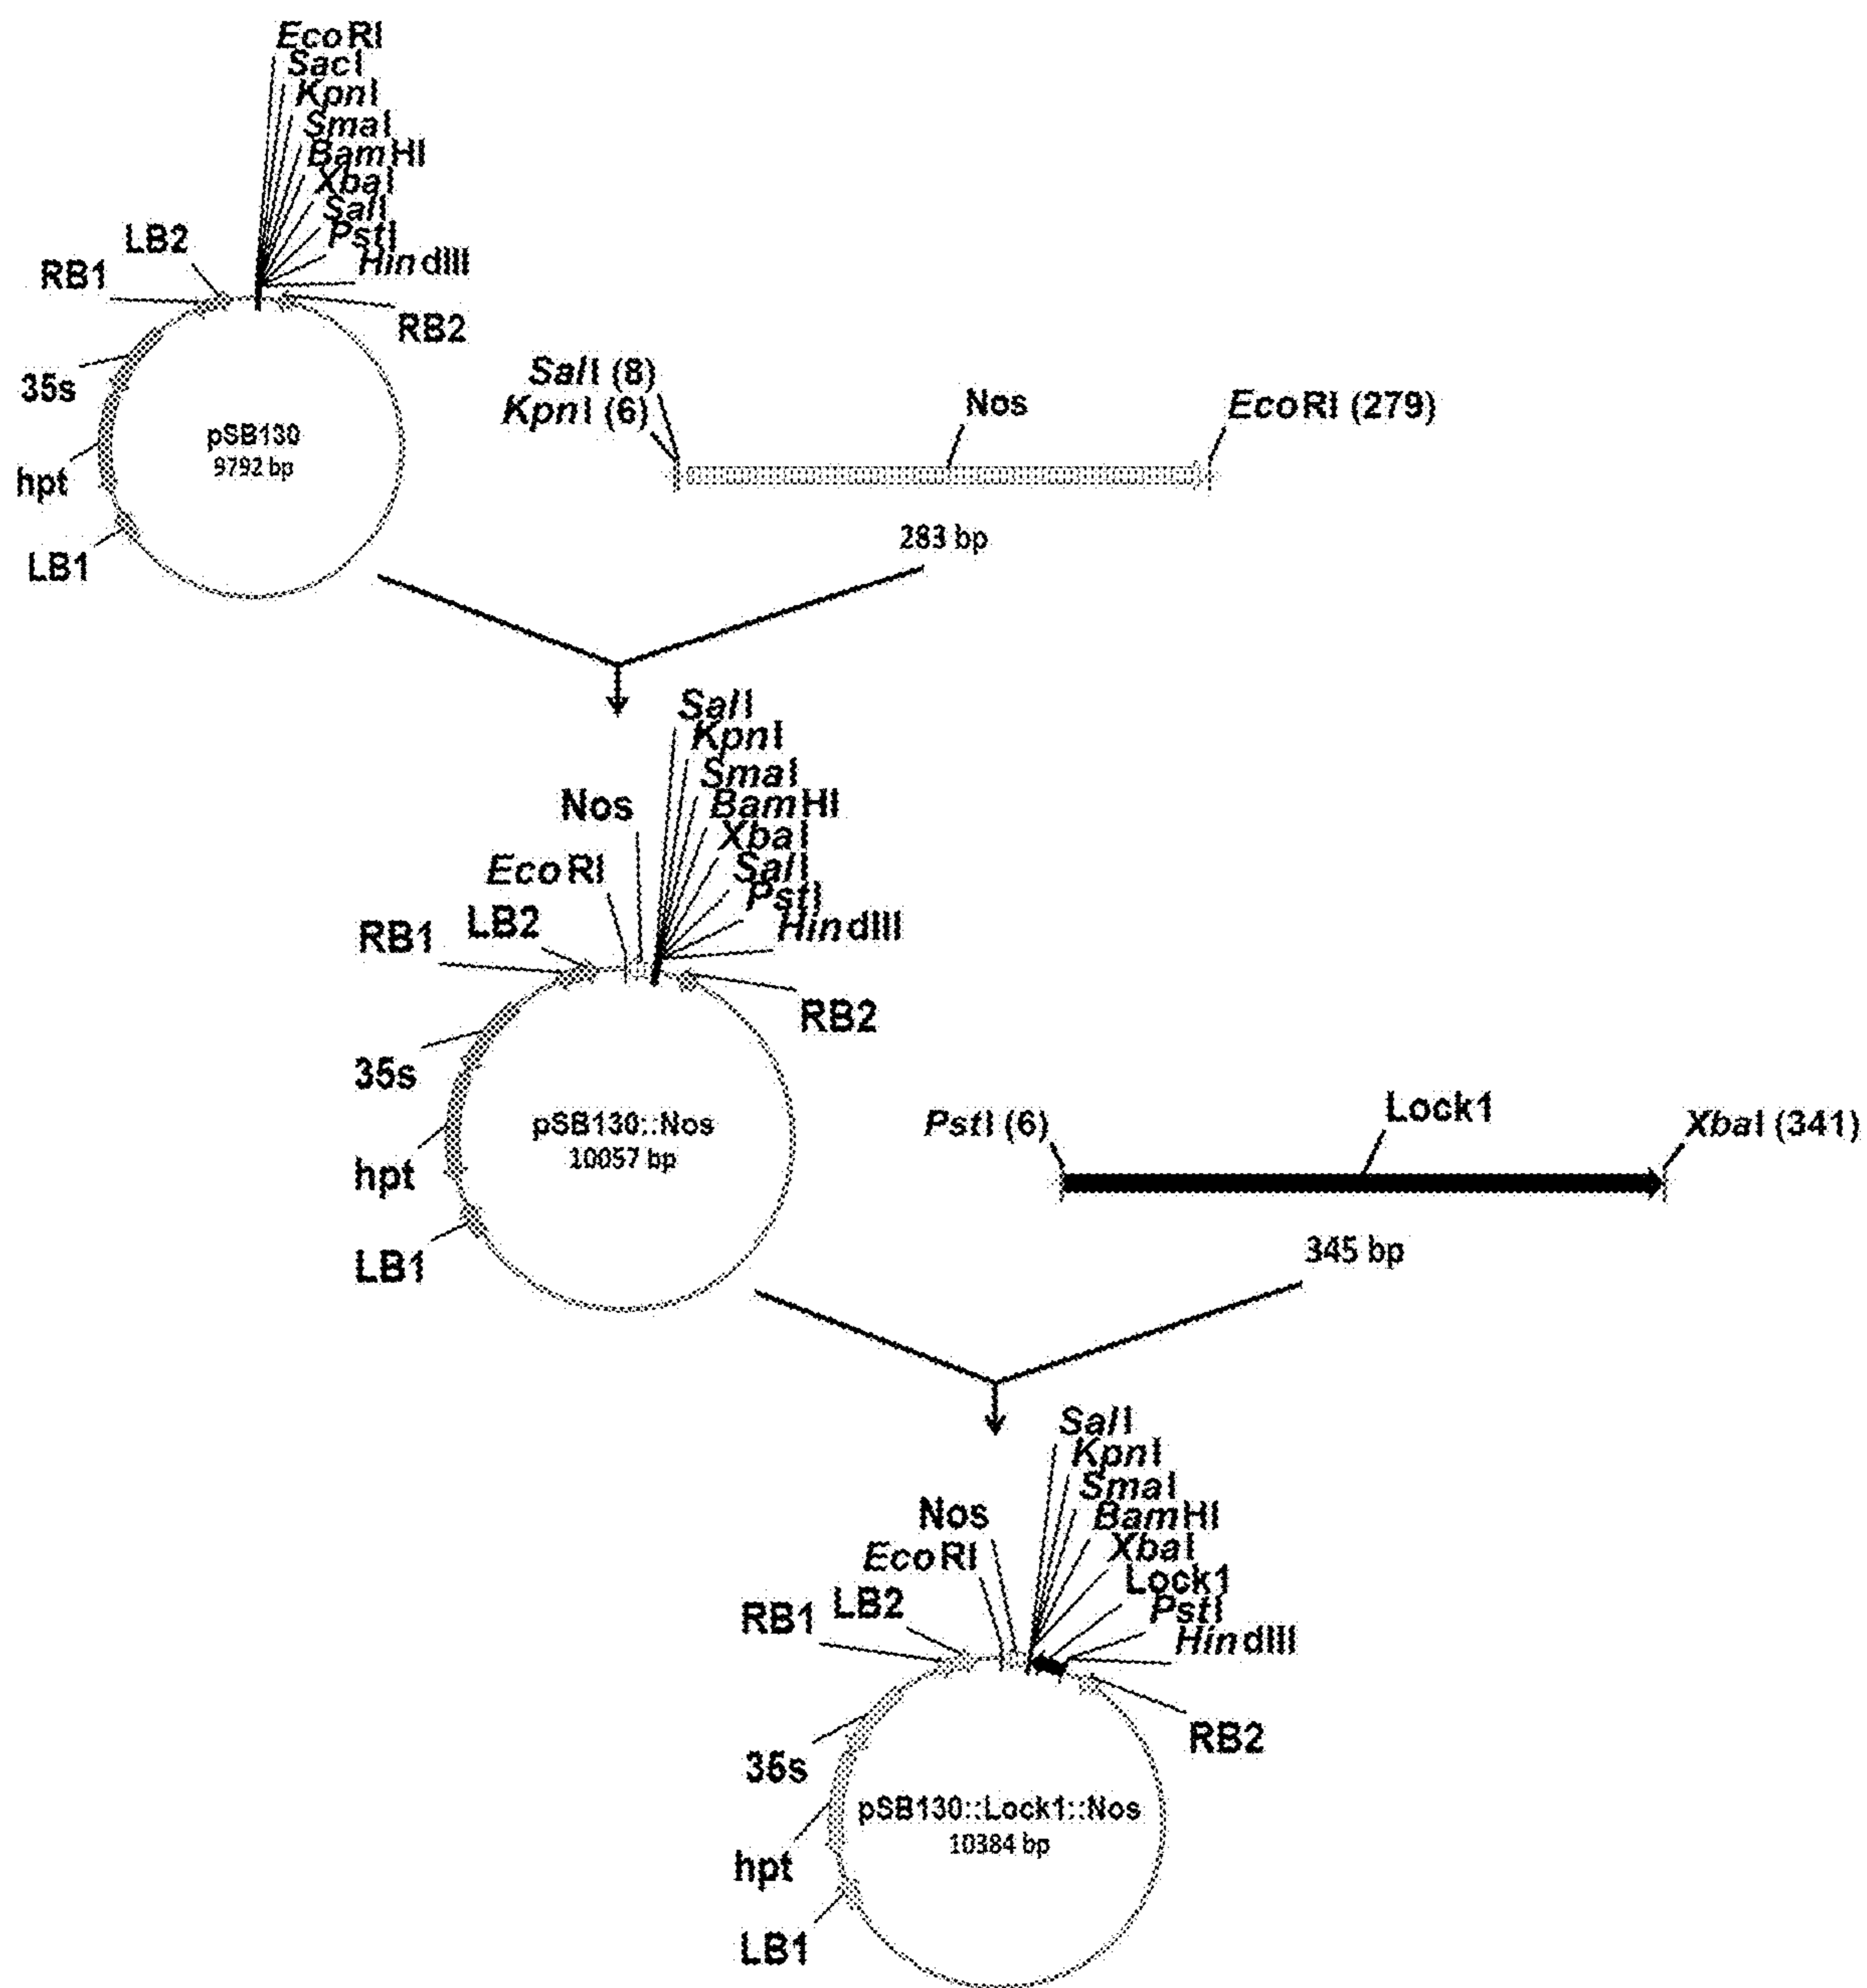 EcoRI
SacI
KpnI
SmaI
BamHI
XbaI
SalI
PstI
HindIII
LB2
RB1
RB2
35s
pSB130
9792 bp
hpt
LB1
SalI (8)
KpnI (6)
Nos
EcoRI (279)
283 bp
SalI
KpnI
SmaI
BamHI
XbaI
SalI
PstI
HindIII
Nos
EcoRI
LB2
RB1
RB2
35s
pSB130::Nos
10057 bp
hpt
LB1
PstI (6)
Lock1
XbaI (341)
345 bp
SalI
KpnI
SmaI
BamHI
XbaI
Lock1
PstI
HindIII
Nos
EcoRI
LB2
RB1
RB2
35s
pSB130::Lock1::Nos
10384 bp
hpt
LB1